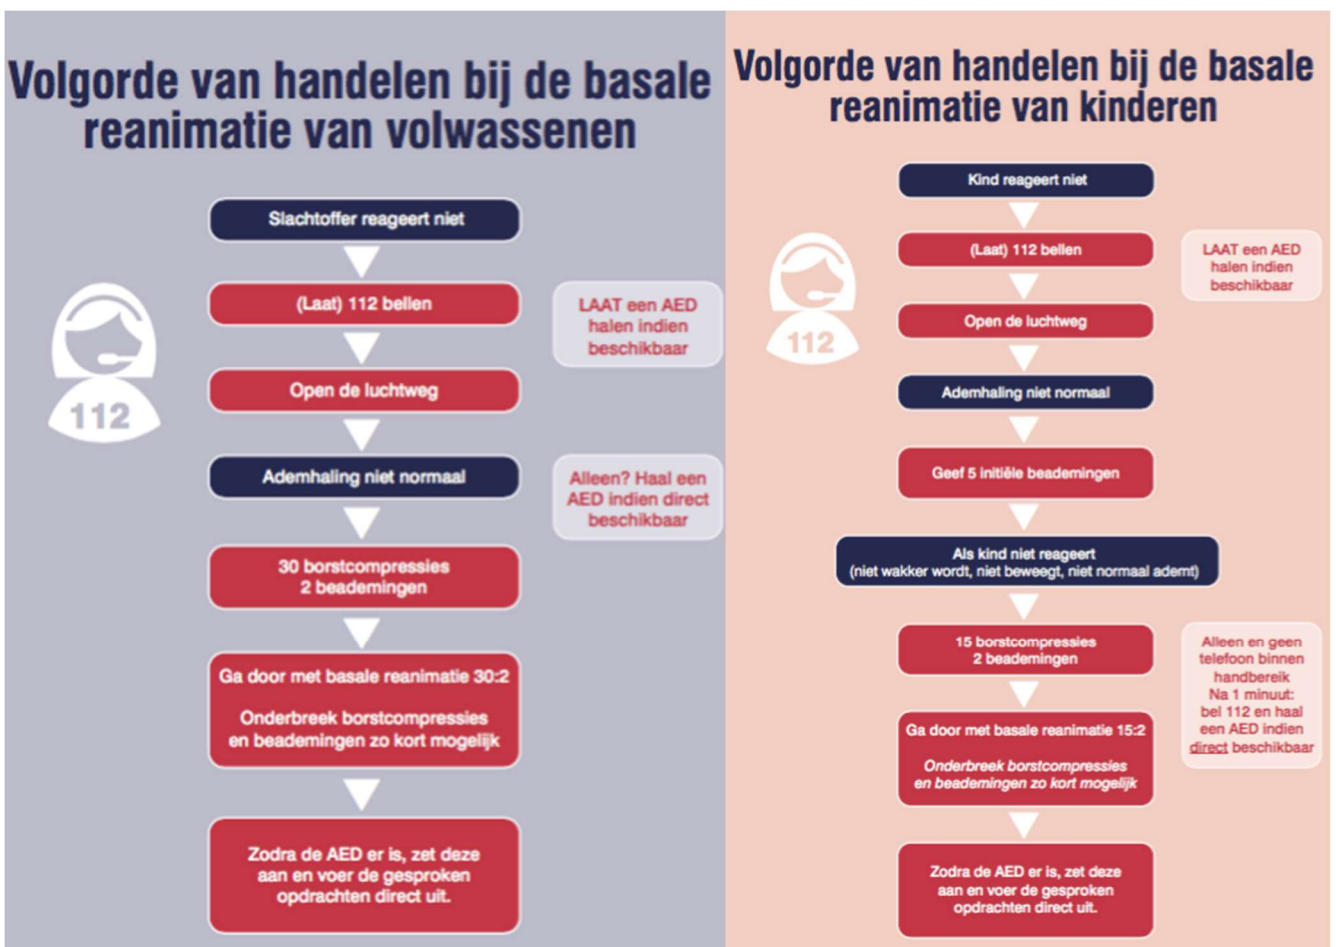 Volgorde van handelen bij de basale
reanimatie van volwassenen
Slachtoffer reageert niet
(Laat) 112 bellen
LAAT een AED
halen indien
beschikbaar
112
Open de luchtweg
Ademhaling niet normaal
Alleen? Haal een
AED indien direct
beschikbaar
30 borstcompressies
2 beademingen
Ga door met basale reanimatie 30:2
Onderbreek borstcompressies
en beademingen zo kort mogelijk
Zodra de AED er is, zet deze
aan en voer de gesproken
opdrachten direct uit.
Volgorde van handelen bij de basale
reanimatie van kinderen
Kind reageert niet
(Laat) 112 bellen
LAAT een AED
halen indien
beschikbaar
112
Open de luchtweg
Ademhaling niet normaal
Geef 5 initiële beademingen
Als kind niet reageert
(niet wakker wordt, niet beweegt, niet normaal ademt)
15 borstcompressies
2 beademingen
Alleen en geen
telefoon binnen
handbereik
Na 1 minuut:
bel 112 en haal
een AED indien
direct beschikbaar
Ga door met basale reanimatie 15:2
Onderbreek borstcompressies
en beademingen zo kort mogelijk
Zodra de AED er is, zet deze
aan en voer de gesproken
opdrachten direct uit.